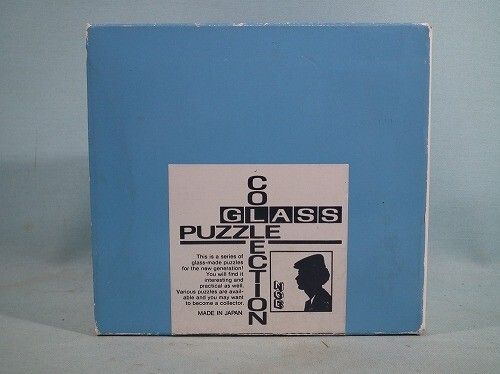 COLLECTION
GLASS
PUZZLE
This is a series of
glass-made puzzles
for the new generation!
You will find it
interesting and
practical as well.
Various puzzles are avail-
able and you may want
to become a collector.
MADE IN JAPAN